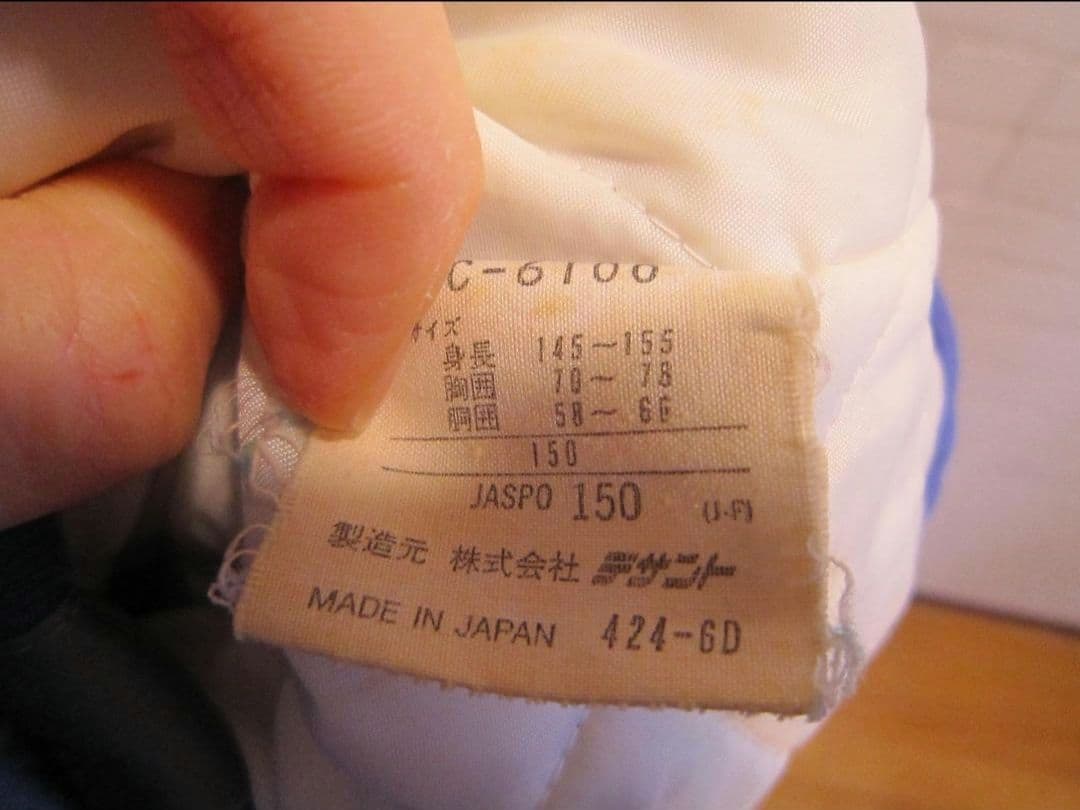 サイズ
身長 145~155
胸囲 70~ 78
胴囲 58~ 66
150
JASPO 150 (J-F)
製造元 株式会社 デサント
MADE IN JAPAN 424-6D